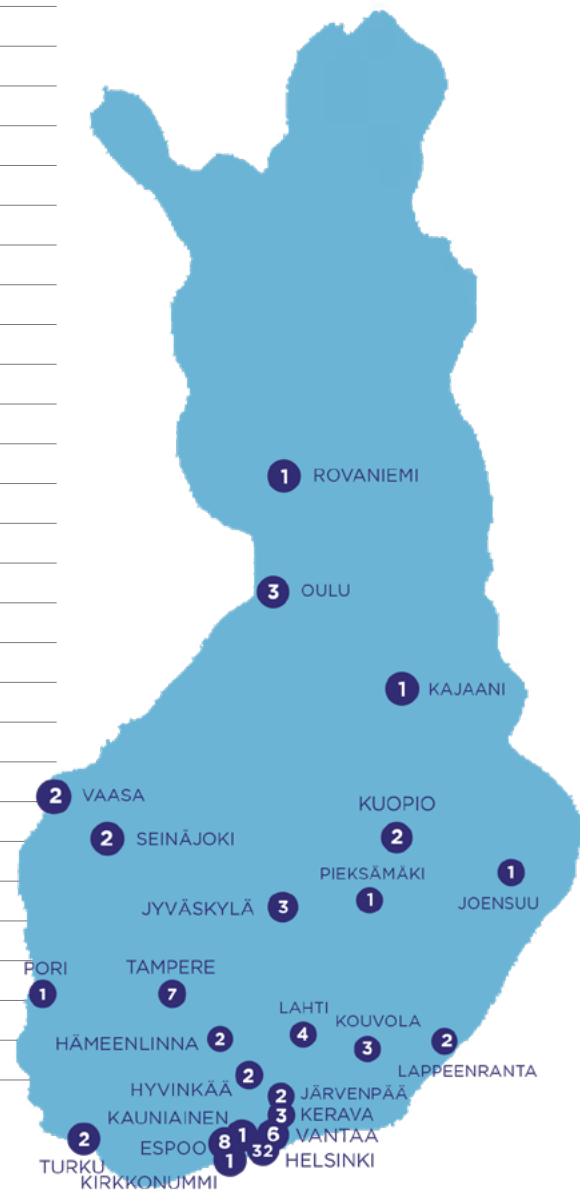 1 ROVANIEMI
3 OULU
1 KAJAANI
2 VAASA
KUOPIO
2
2 SEINÄJOKI
PIEKSÄMÄKI
1
1
JOENSUU
JYVÄSKYLÄ 3
PORI
1
TAMPERE
7
LAHTI
4
HÄMEENLINNA 2
KOUVOLA
3
2
LAPPEENRANTA
HYVINKÄÄ 2
2 JÄRVENPÄÄ
3 KERAVA
KAUNIAINEN 1
6 VANTAA
2
TURKU
ESPOO 8
32 HELSINKI
1
KIRKKONUMMI